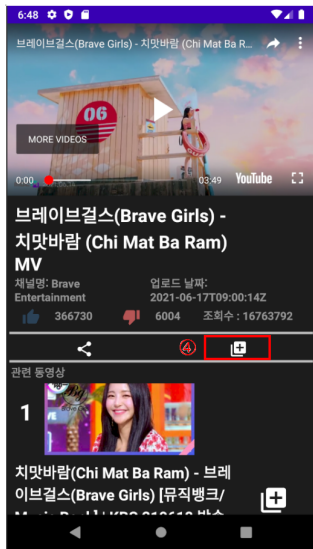 6:48
브레이브걸스(Brave Girls) - 치맛바람 (Chi Mat Ba R...
06
MORE VIDEOS
0:00
03:49
YouTube
브레이브걸스(Brave Girls) -
치맛바람 (Chi Mat Ba Ram)
MV
채널명: Brave
Entertainment
업로드 날짜:
2021-06-17T09:00:14Z
366730
6004
조회수 : 16763792
④
관련 동영상
1
치맛바람(Chi Mat Ba Ram) - 브레
이브걸스(Brave Girls) [뮤직뱅크/